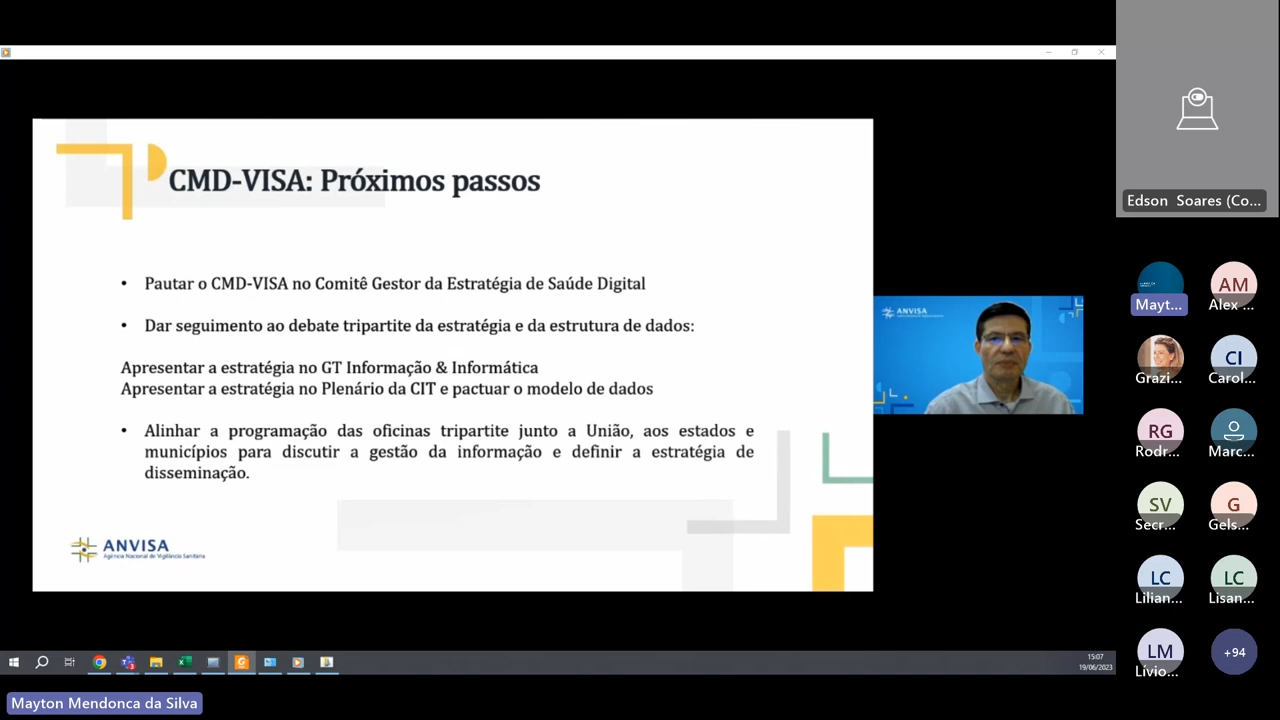 CMD-VISA: Próximos passos
• Pautar o CMD-VISA no Comitê Gestor da Estratégia de Saúde Digital
• Dar seguimento ao debate tripartite da estratégia e da estrutura de dados:
Apresentar a estratégia no GT Informação & Informática
Apresentar a estratégia no Plenário da CIT e pactuar o modelo de dados
• Alinhar a programação das oficinas tripartite junto a União, aos estados e
municípios para discutir a gestão da informação e definir a estratégia de
disseminação.
ANVISA
Agência Nacional de Vigilância Sanitária
ANVISA
Edson Soares (Co...
Mayt...
AM
Alex ...
Grazi...
CI
Carol...
RG
Rodr...
Marc...
SV
Secr...
G
Gels...
LC
Lilian...
LC
Lisan...
LM
Lívio...
+94
15:07
19/06/2023
Mayton Mendonca da Silva